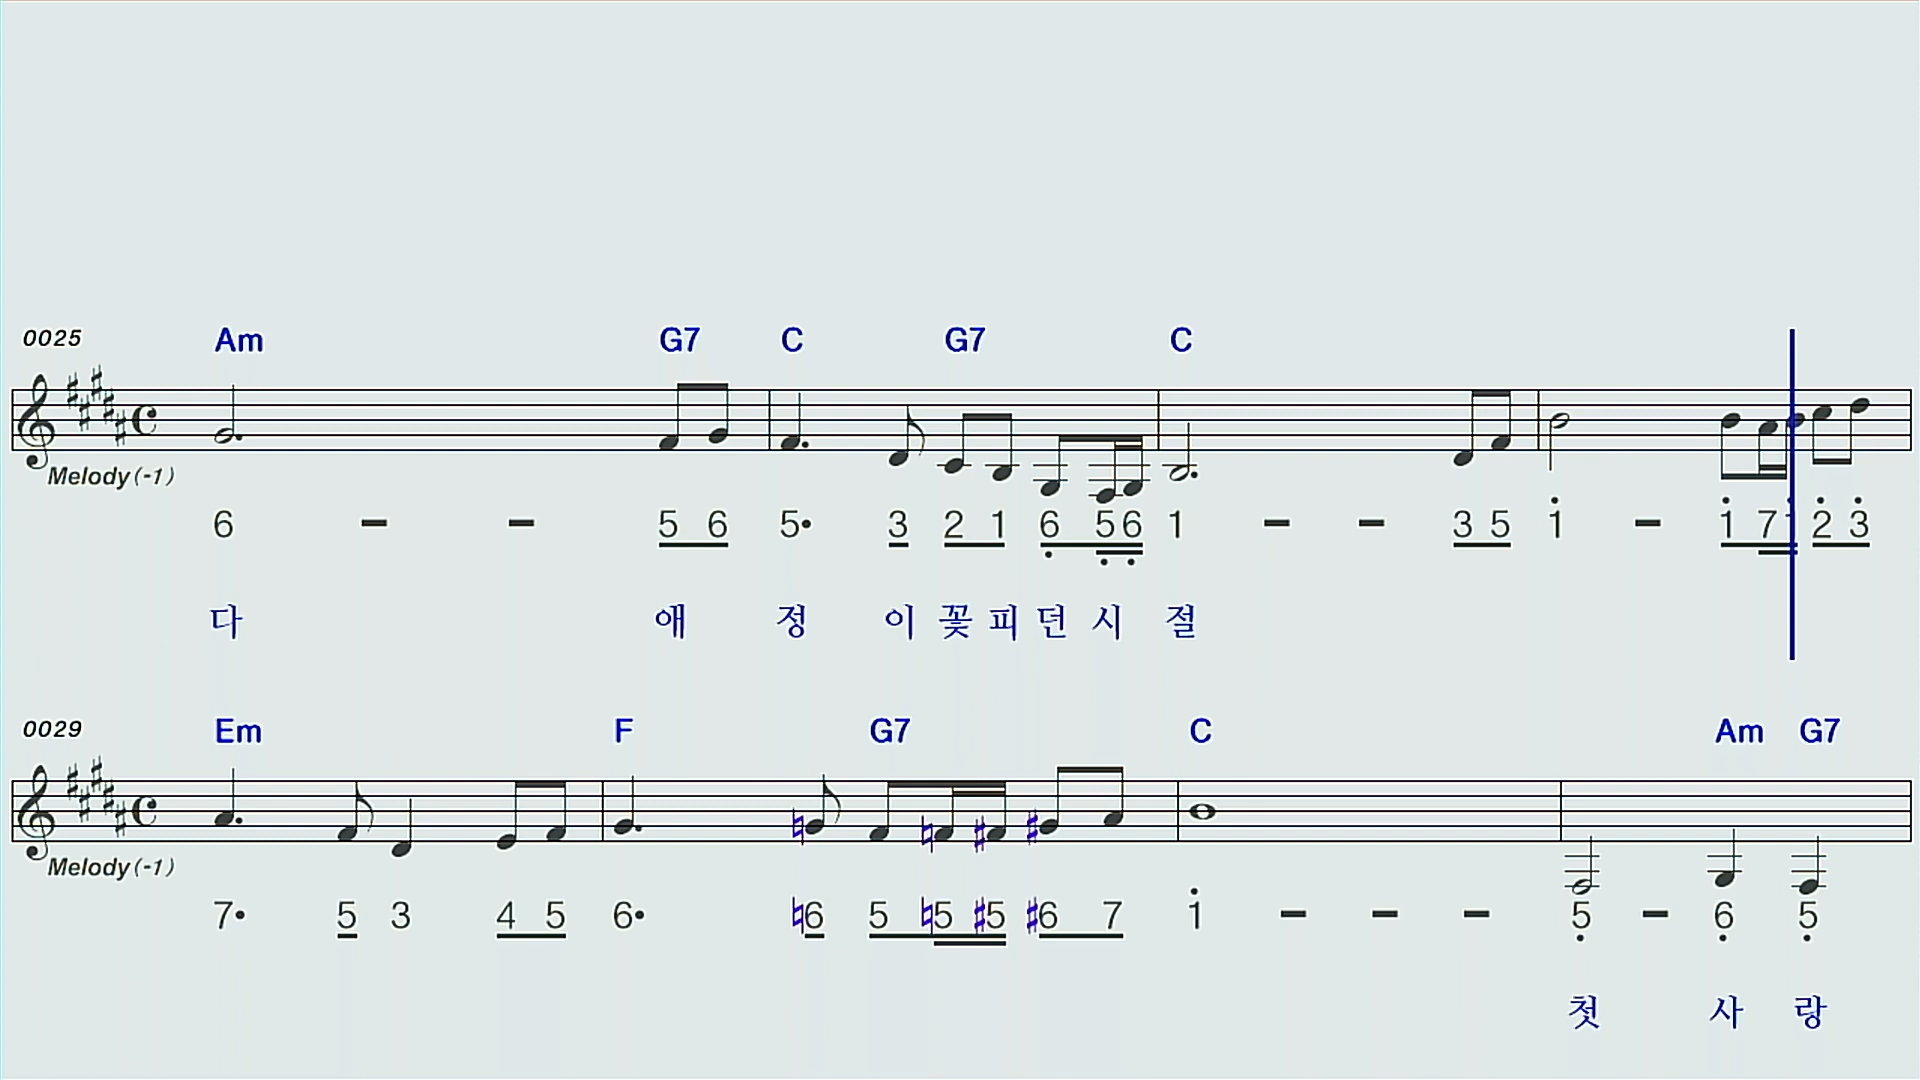 0025 Am G7 C G7 C
Melody(-1)
6 - - 5 6 5• 3 2 1 6 5 6 1 - - 3 5 1 - 1 7 1 2 3
다 애 정 이 꽃 피 던 시 절
0029 Em F G7 C Am G7
Melody(-1)
7• 5 3 4 5 6• ♮6 5 ♮5 ♯5 ♯6 7 1 - - - 5 - 6 5
첫 사 랑